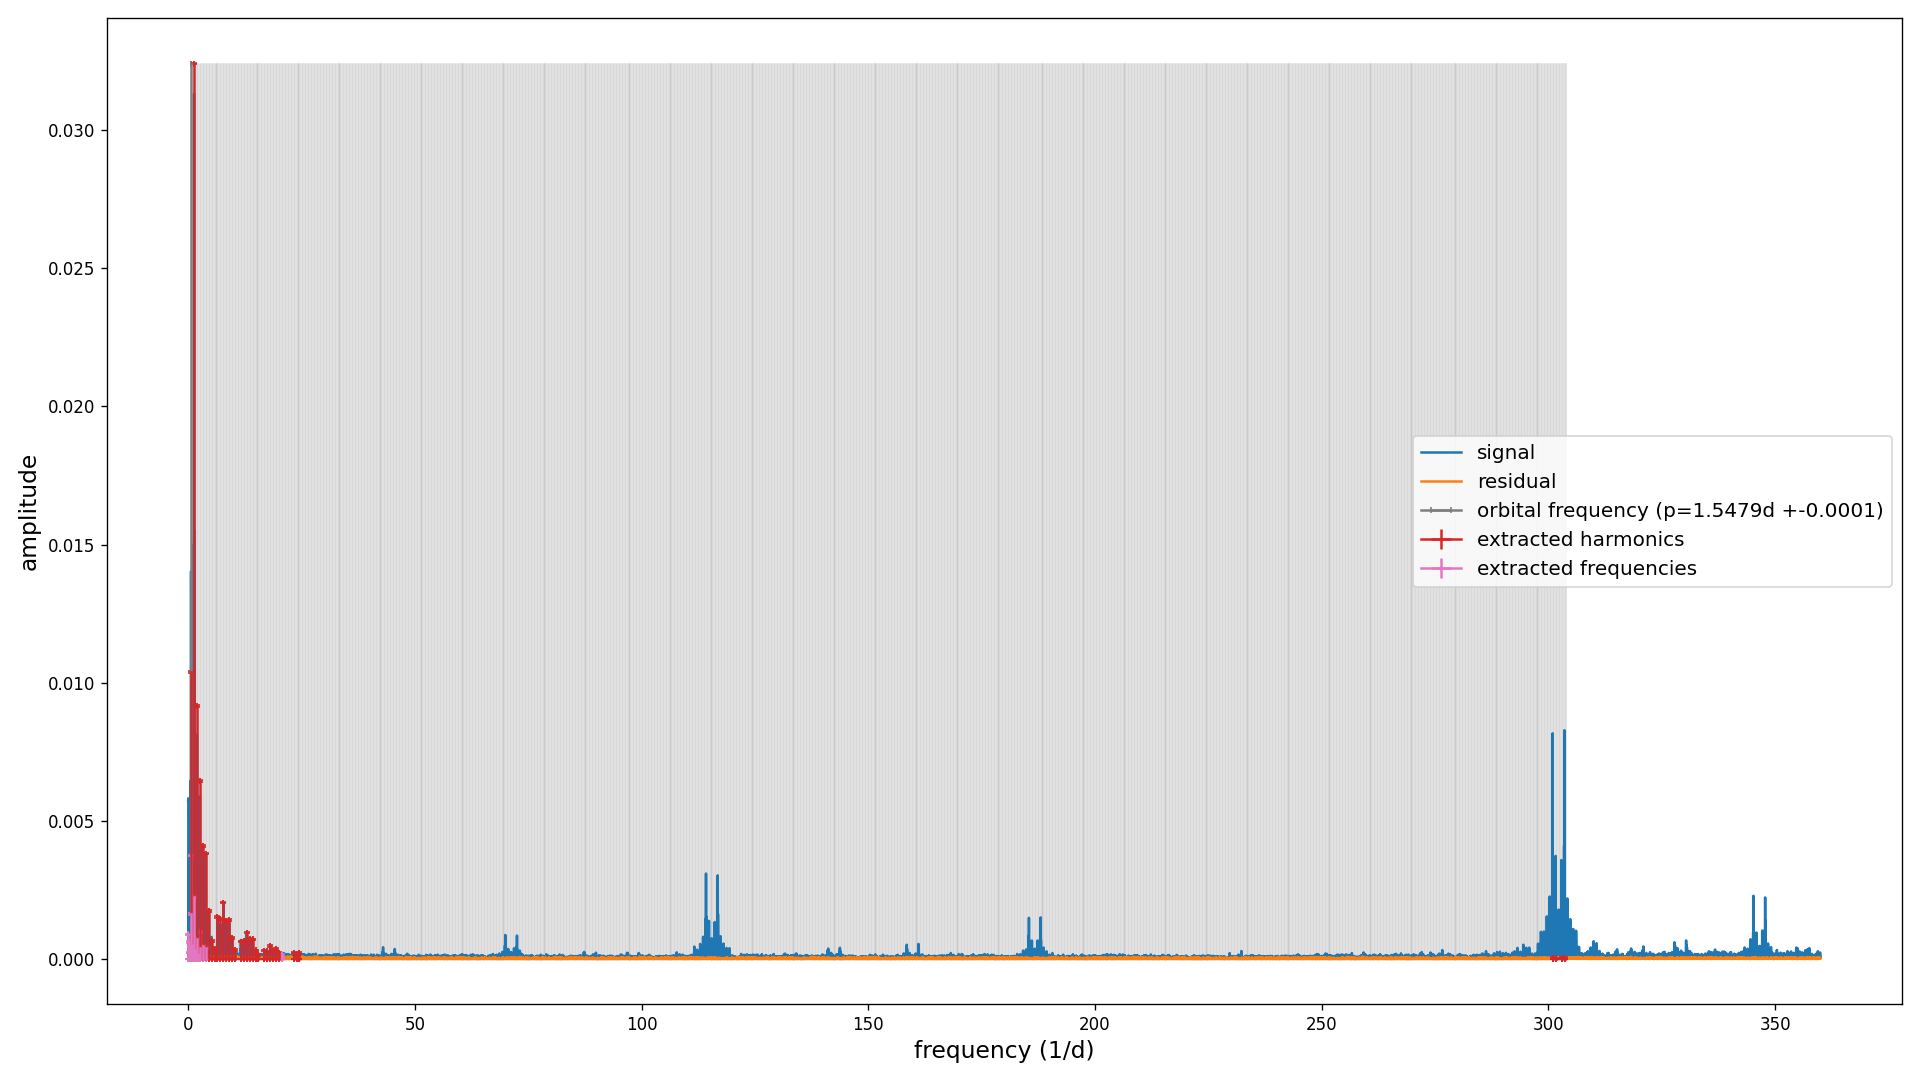 0.030
0.025
0.020
0.015
0.010
0.005
0.000
amplitude
signal
residual
orbital frequency (p=1.5479d +-0.0001)
extracted harmonics
extracted frequencies
0 50 100 150 200 250 300 350
frequency (1/d)